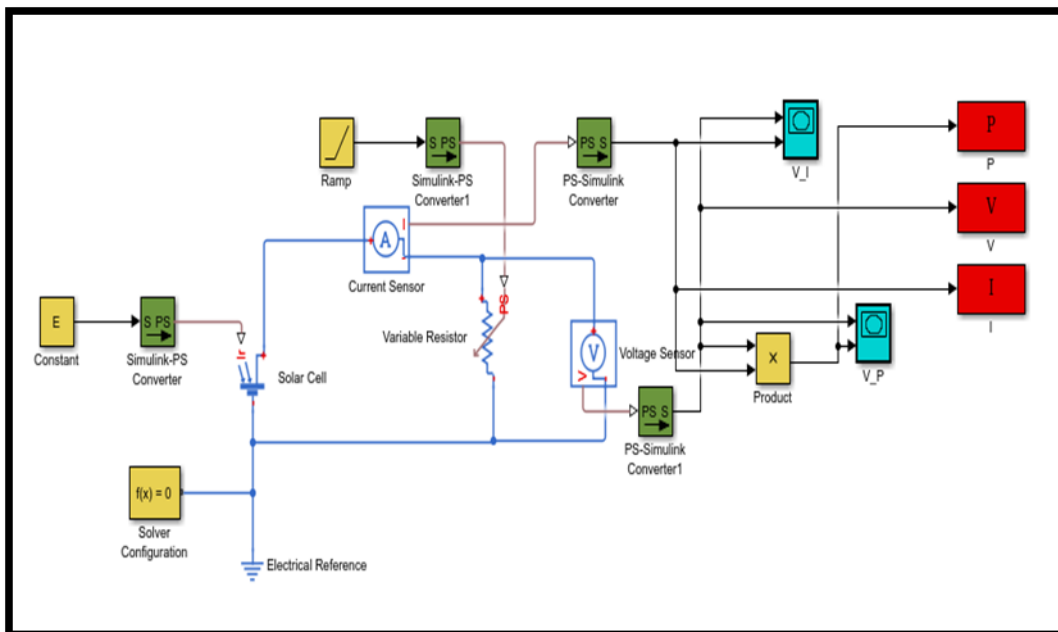 Ramp
S PS
Simulink-PS
Converter1
PS S
PS-Simulink
Converter
V_I
P
P
V
V
I
I
A
I
Current Sensor
PS
Variable Resistor
V
V
Voltage Sensor
E
Constant
S PS
Simulink-PS
Converter
Ir
Solar Cell
PS S
PS-Simulink
Converter1
×
Product
V_P
f(x) = 0
Solver
Configuration
Electrical Reference